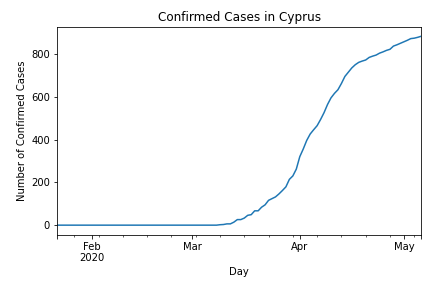 Confirmed Cases in Cyprus
Number of Confirmed Cases
800
600
400
200
0
Feb
2020
Mar
Apr
May
Day